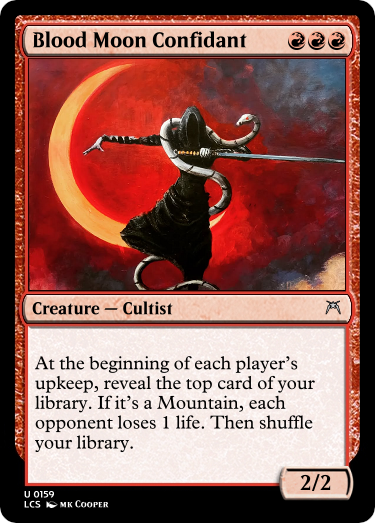 Blood Moon Confidant
Creature — Cultist
At the beginning of each player's
upkeep, reveal the top card of your
library. If it's a Mountain, each
opponent loses 1 life. Then shuffle
your library.
2/2
U 0159
LCS MK COOPER